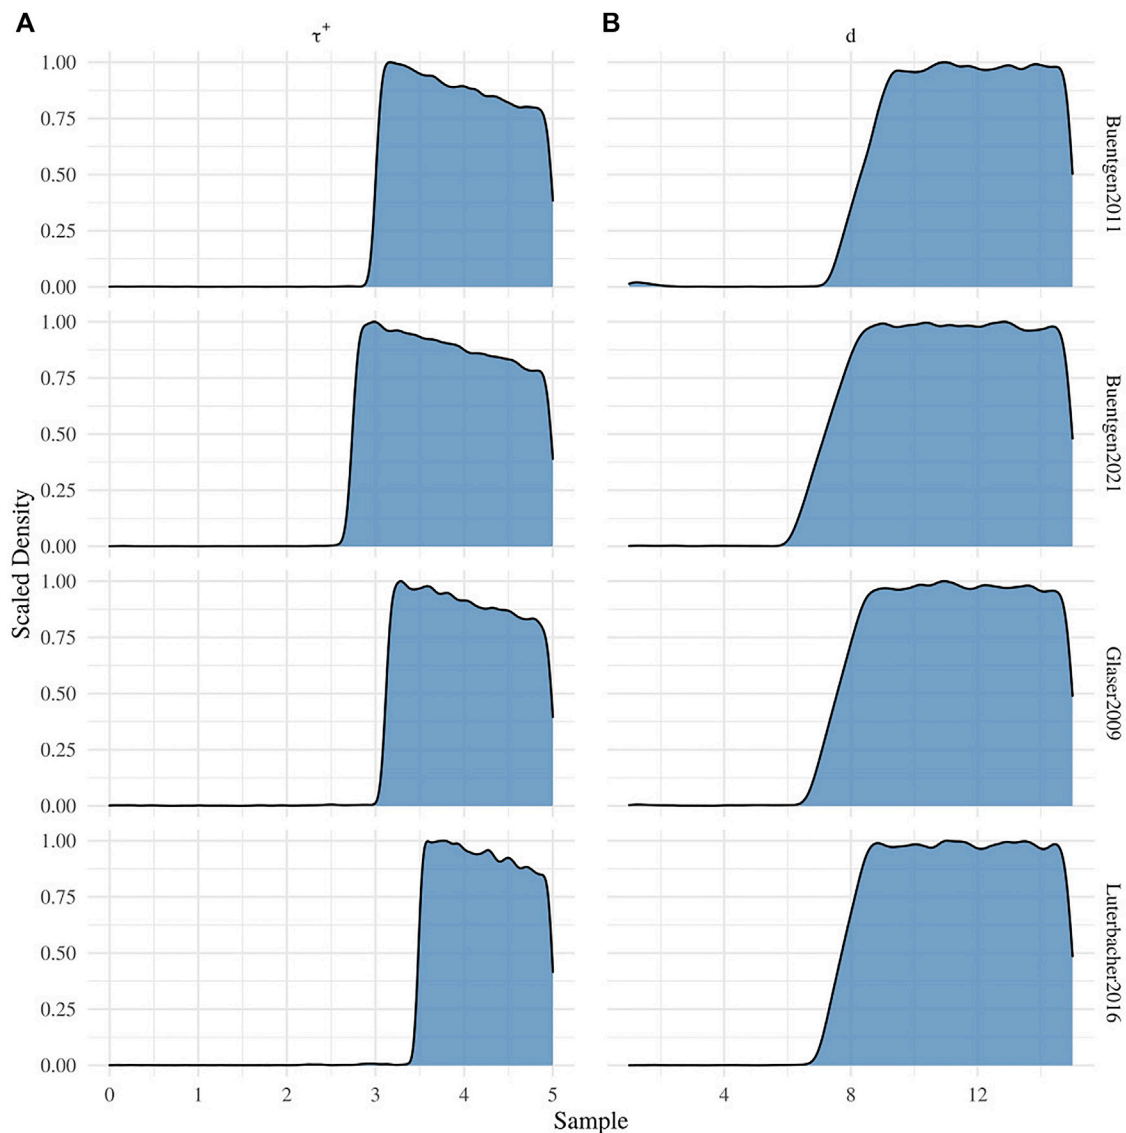 A
B
τ+
d
1.00
0.75
0.50
0.25
0.00
Buentgen2011
1.00
0.75
0.50
0.25
0.00
Buentgen2021
1.00
0.75
0.50
0.25
0.00
Glaser2009
1.00
0.75
0.50
0.25
0.00
Luterbacher2016
Scaled Density
0 1 2 3 4 5
4 8 12
Sample